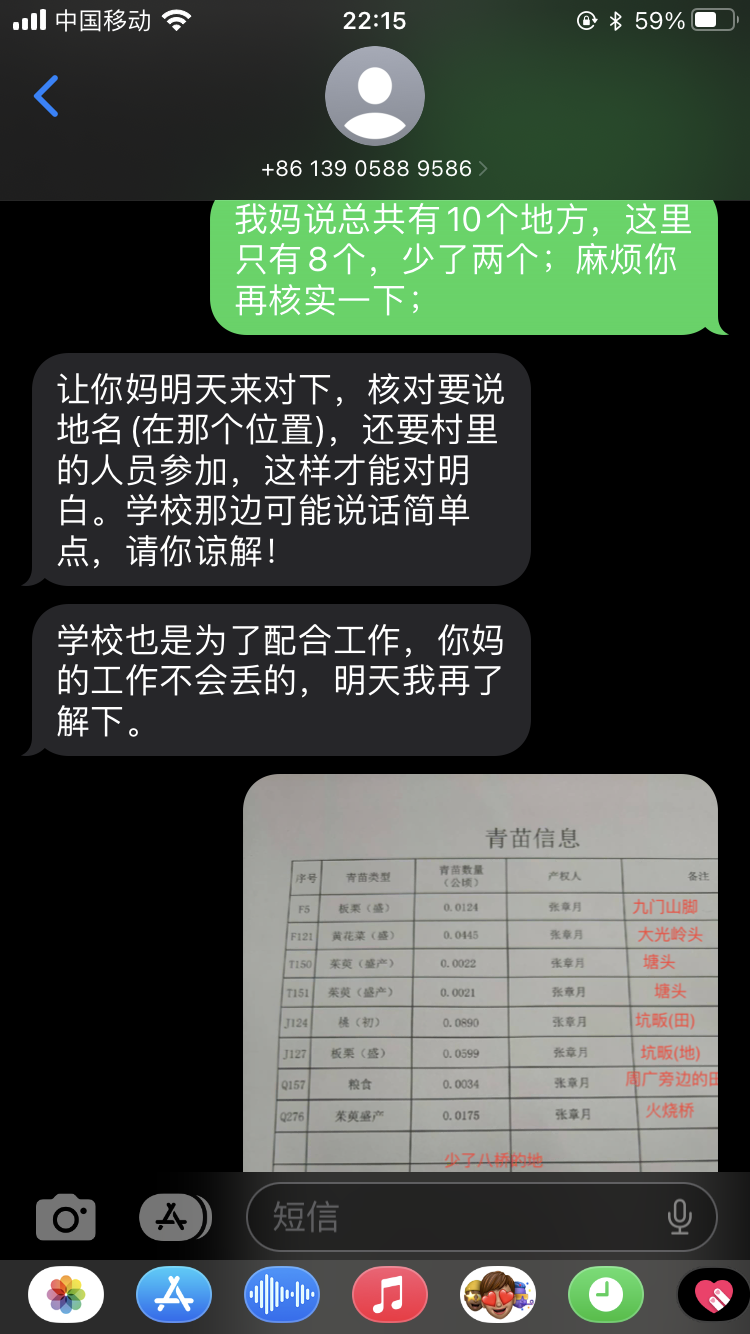 中国移动
22:15
59%
+86 139 0588 9586
我妈说总共有10个地方，这里
只有8个，少了两个；麻烦你
再核实一下；
让你妈明天来对下，核对要说
地名(在那个位置)，还要村里
的人员参加，这样才能对明
白。学校那边可能说话简单
点，请你谅解！
学校也是为了配合工作，你妈
的工作不会丢的，明天我再了
解下。
青苗信息
序号 青苗类型 青苗数量（公顷） 产权人 备注
F5 板栗（盛） 0.0124 张章月 九门山脚
F121 黄花菜（盛） 0.0445 张章月 大光岭头
T150 茱萸（盛产） 0.0022 张章月 塘头
T151 茱萸（盛产） 0.0021 张章月 塘头
J124 桃（初） 0.0890 张章月 坑畈(田)
J127 板栗（盛） 0.0599 张章月 坑畈(地)
Q157 粮食 0.0034 张章月 周广旁边的田
Q276 茱萸盛产 0.0175 张章月 火烧桥
少了八桥的地
短信